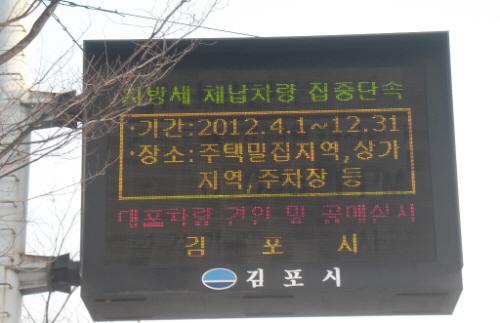 지방세 체납차량 집중단속
·기간:2012.4.1~12.31
·장소:주택밀집지역,상가
지역,주차장 등
대포차량 견인 및 공매실시
김 포 시
김포시